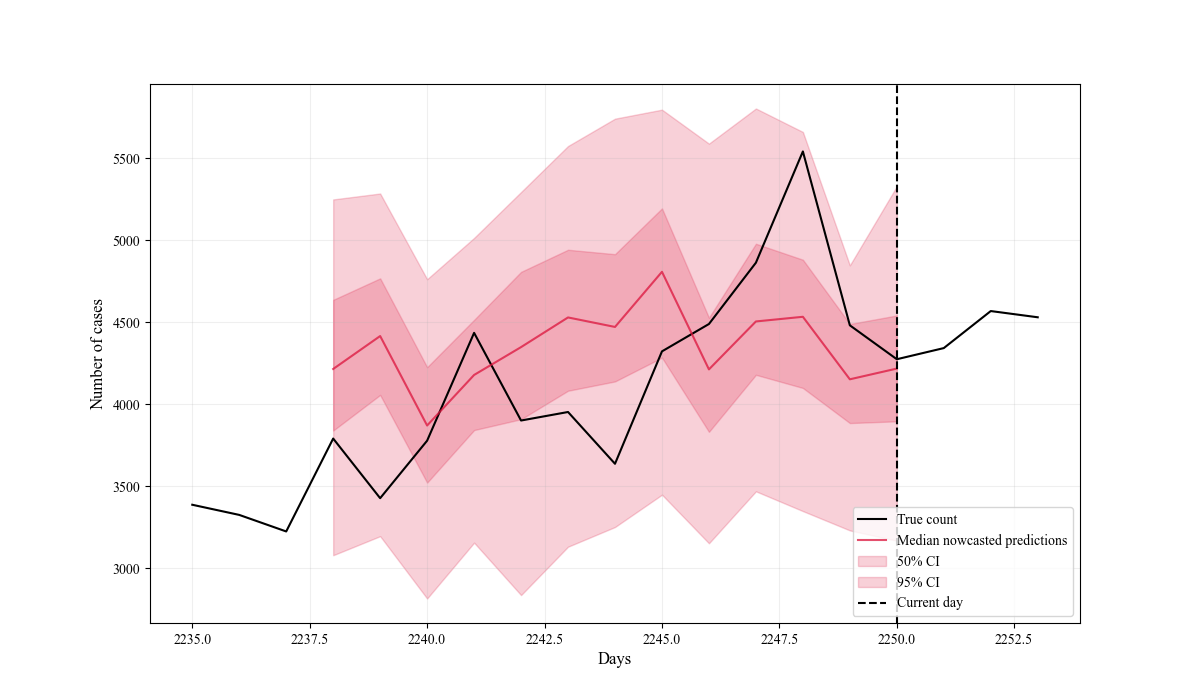 5500
5000
4500
4000
3500
3000
Number of cases
2235.0 2237.5 2240.0 2242.5 2245.0 2247.5 2250.0 2252.5
Days
True count
Median nowcasted predictions
50% CI
95% CI
Current day